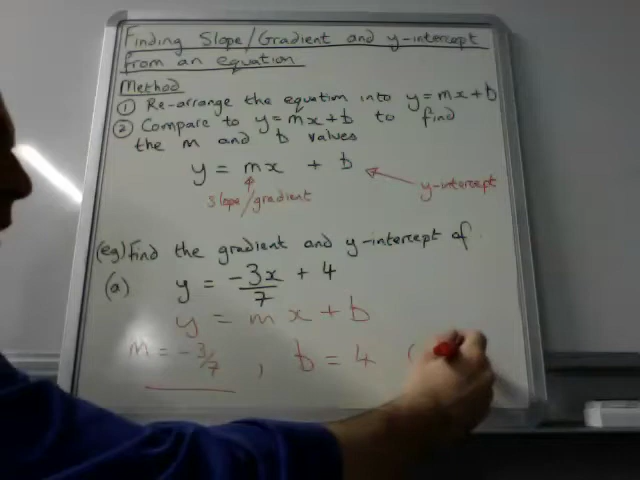 Finding Slope/Gradient and y-intercept
from an equation
Method
① Re-arrange the equation into y=mx+b
② Compare to y=mx+b to find
the m and b values
y = mx + b
slope/gradient
y-intercept
(eg) Find the gradient and y-intercept of
(a) y = -3x/7 + 4
y = mx + b
m = -3/7 , b = 4 (